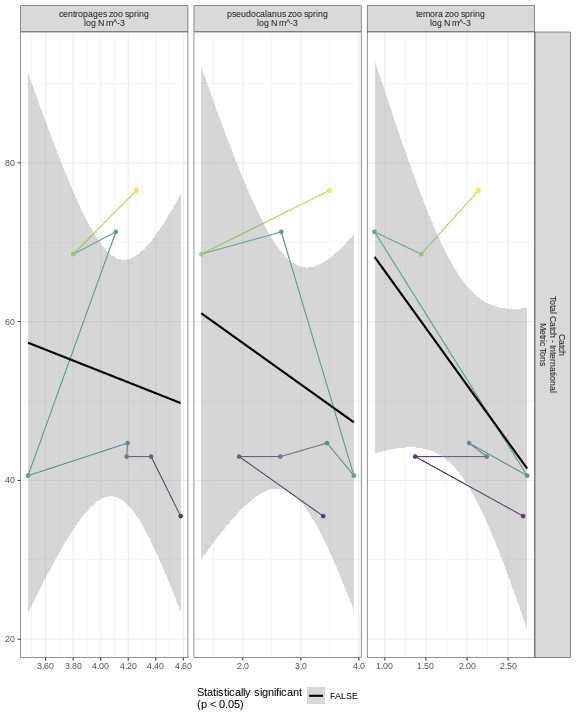 centropages zoo spring
log N m^-3
pseudocalanus zoo spring
log N m^-3
temora zoo spring
log N m^-3
80
60
40
20
Catch
Total Catch - International
Metric Tons
3.60 3.80 4.00 4.20 4.40 4.60
2.0 3.0 4.0
1.00 1.50 2.00 2.50
Statistically significant
(p < 0.05)
FALSE